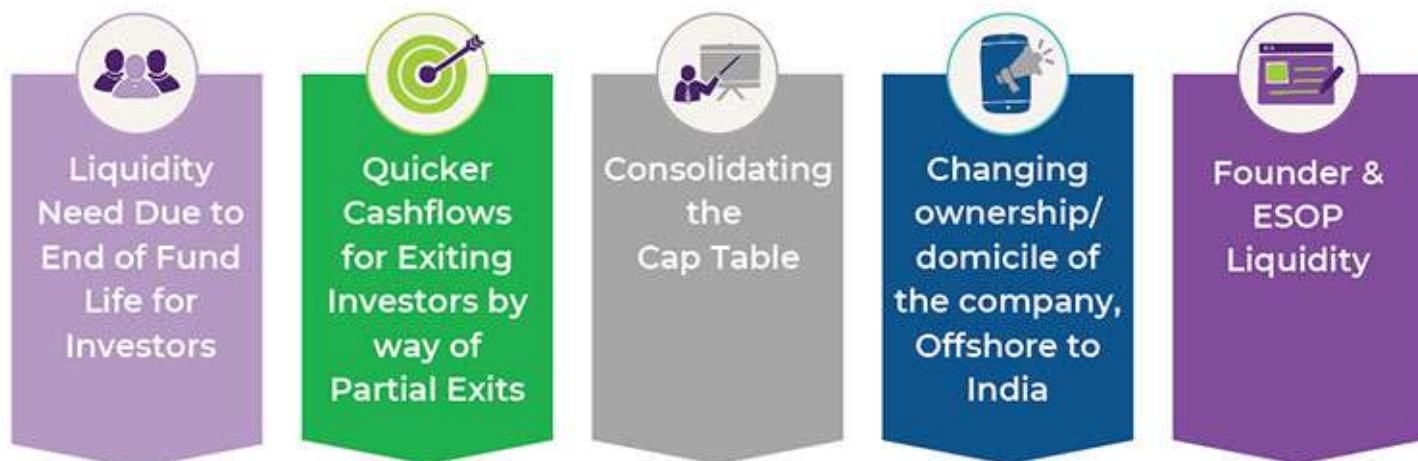 Liquidity
Need Due to
End of Fund
Life for
Investors
Quicker
Cashflows
for Exiting
Investors by
way of
Partial Exits
Consolidating
the
Cap Table
Changing
ownership/
domicile of
the company,
Offshore to
India
Founder &
ESOP
Liquidity